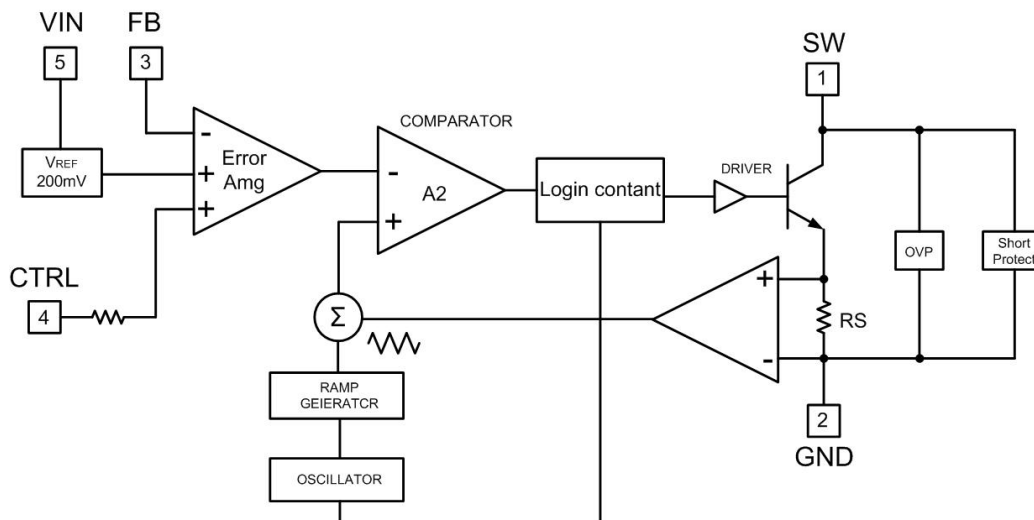 VIN
FB
SW
5
3
1
COMPARATOR
VREF
200mV
-
+
+
Error
Amg
-
+
A2
Login contant
DRIVER
OVP
Short
Protect
CTRL
4
Σ
+
-
RS
RAMP
GEIERATCR
2
GND
OSCILLATOR